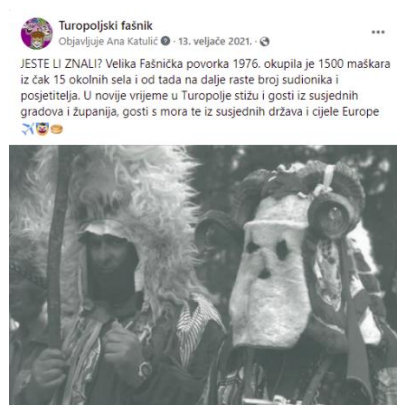 Turopoljski fašnik
Objavljuje Ana Katulić · 13. veljače 2021. ·
JESTE LI ZNALI? Velika Fašnička povorka 1976. okupila je 1500 maškara
iz čak 15 okolnih sela i od tada na dalje raste broj sudionika i
posjetitelja. U novije vrijeme u Turopolje stižu i gosti iz susjednih
gradova i županija, gosti s mora te iz susjednih država i cijele Europe